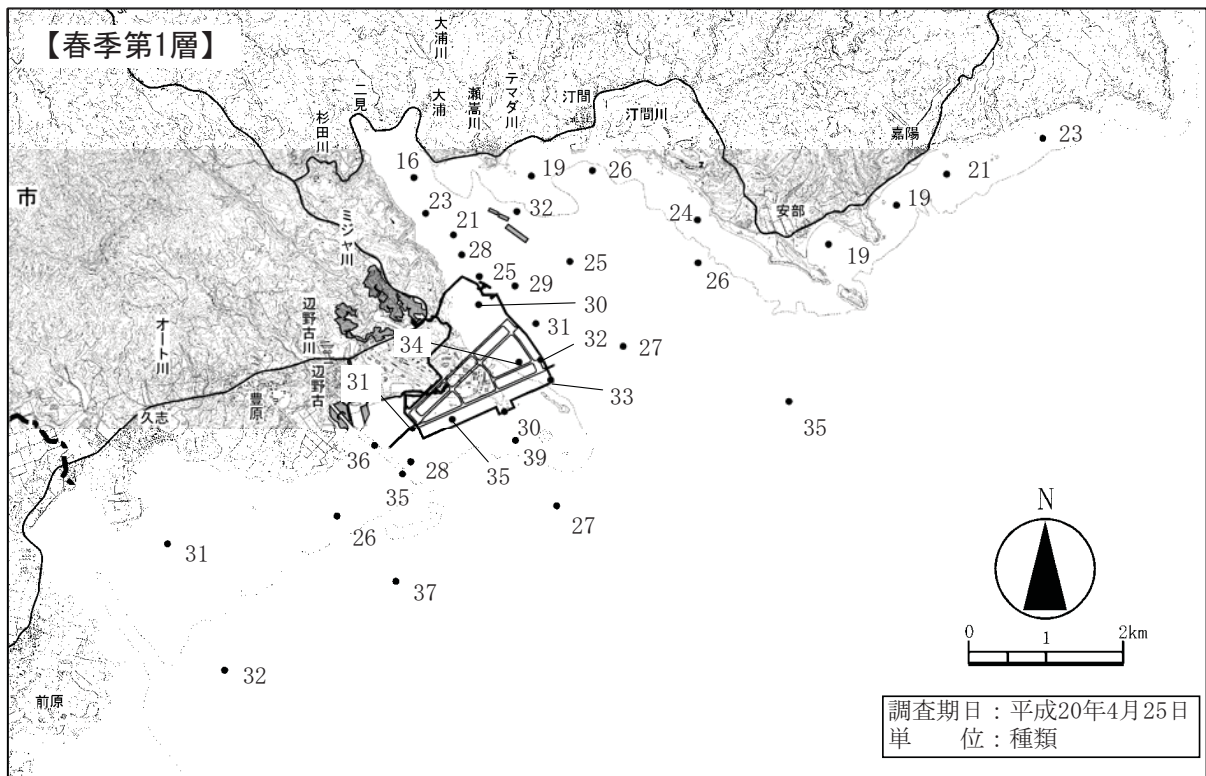 【春季第1層】
大浦川
テマダ川
瀬嵩川
大浦
二見
杉田川
汀間
汀間川
嘉陽
安部
市
ミジャ川
辺野古川
辺野古
オート川
豊原
久志
前原
16
19
26
23
21
19
19
24
26
23
32
21
28
25
25
29
30
31
34
32
27
31
33
35
30
39
36
28
35
35
27
26
31
37
32
N
0 1 2km
調査期日：平成20年4月25日
単　　位：種類